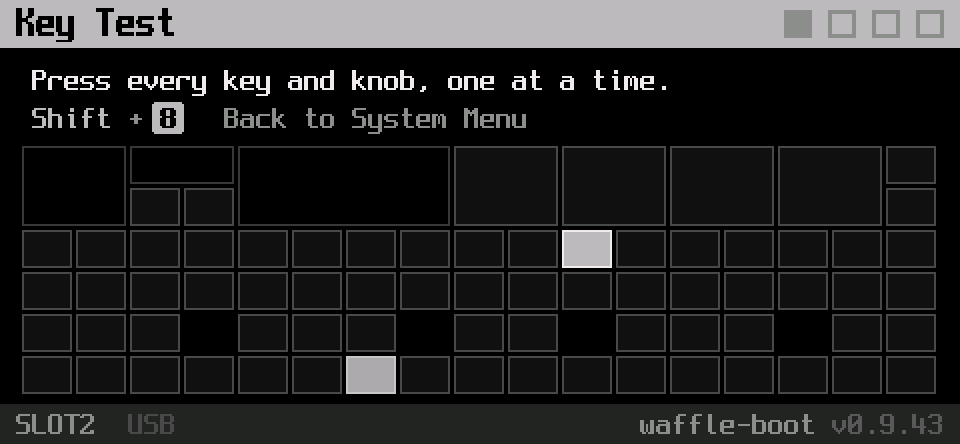 Key Test
Press every key and knob, one at a time.
Shift + 8 Back to System Menu
SLOT2 USB waffle-boot v0.9.43